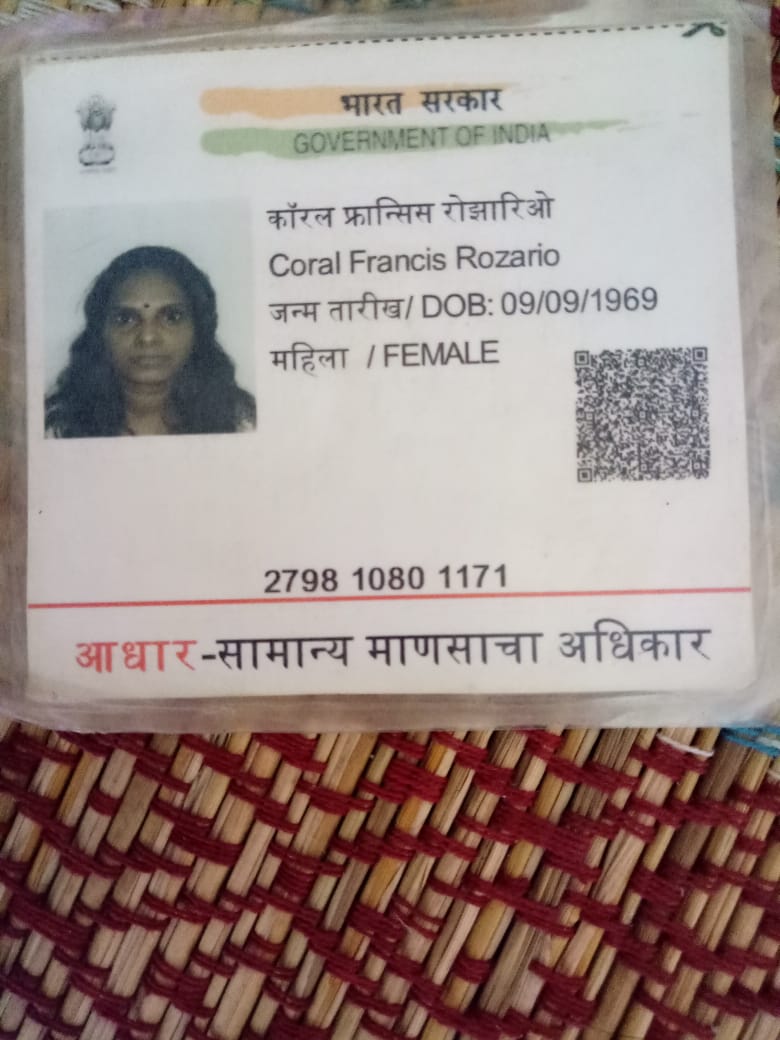 भारत सरकार
GOVERNMENT OF INDIA
कॉरल फ्रान्सिस रोझारिओ
Coral Francis Rozario
जन्म तारीख/ DOB: 09/09/1969
महिला / FEMALE
2798 1080 1171
आधार-सामान्य माणसाचा अधिकार